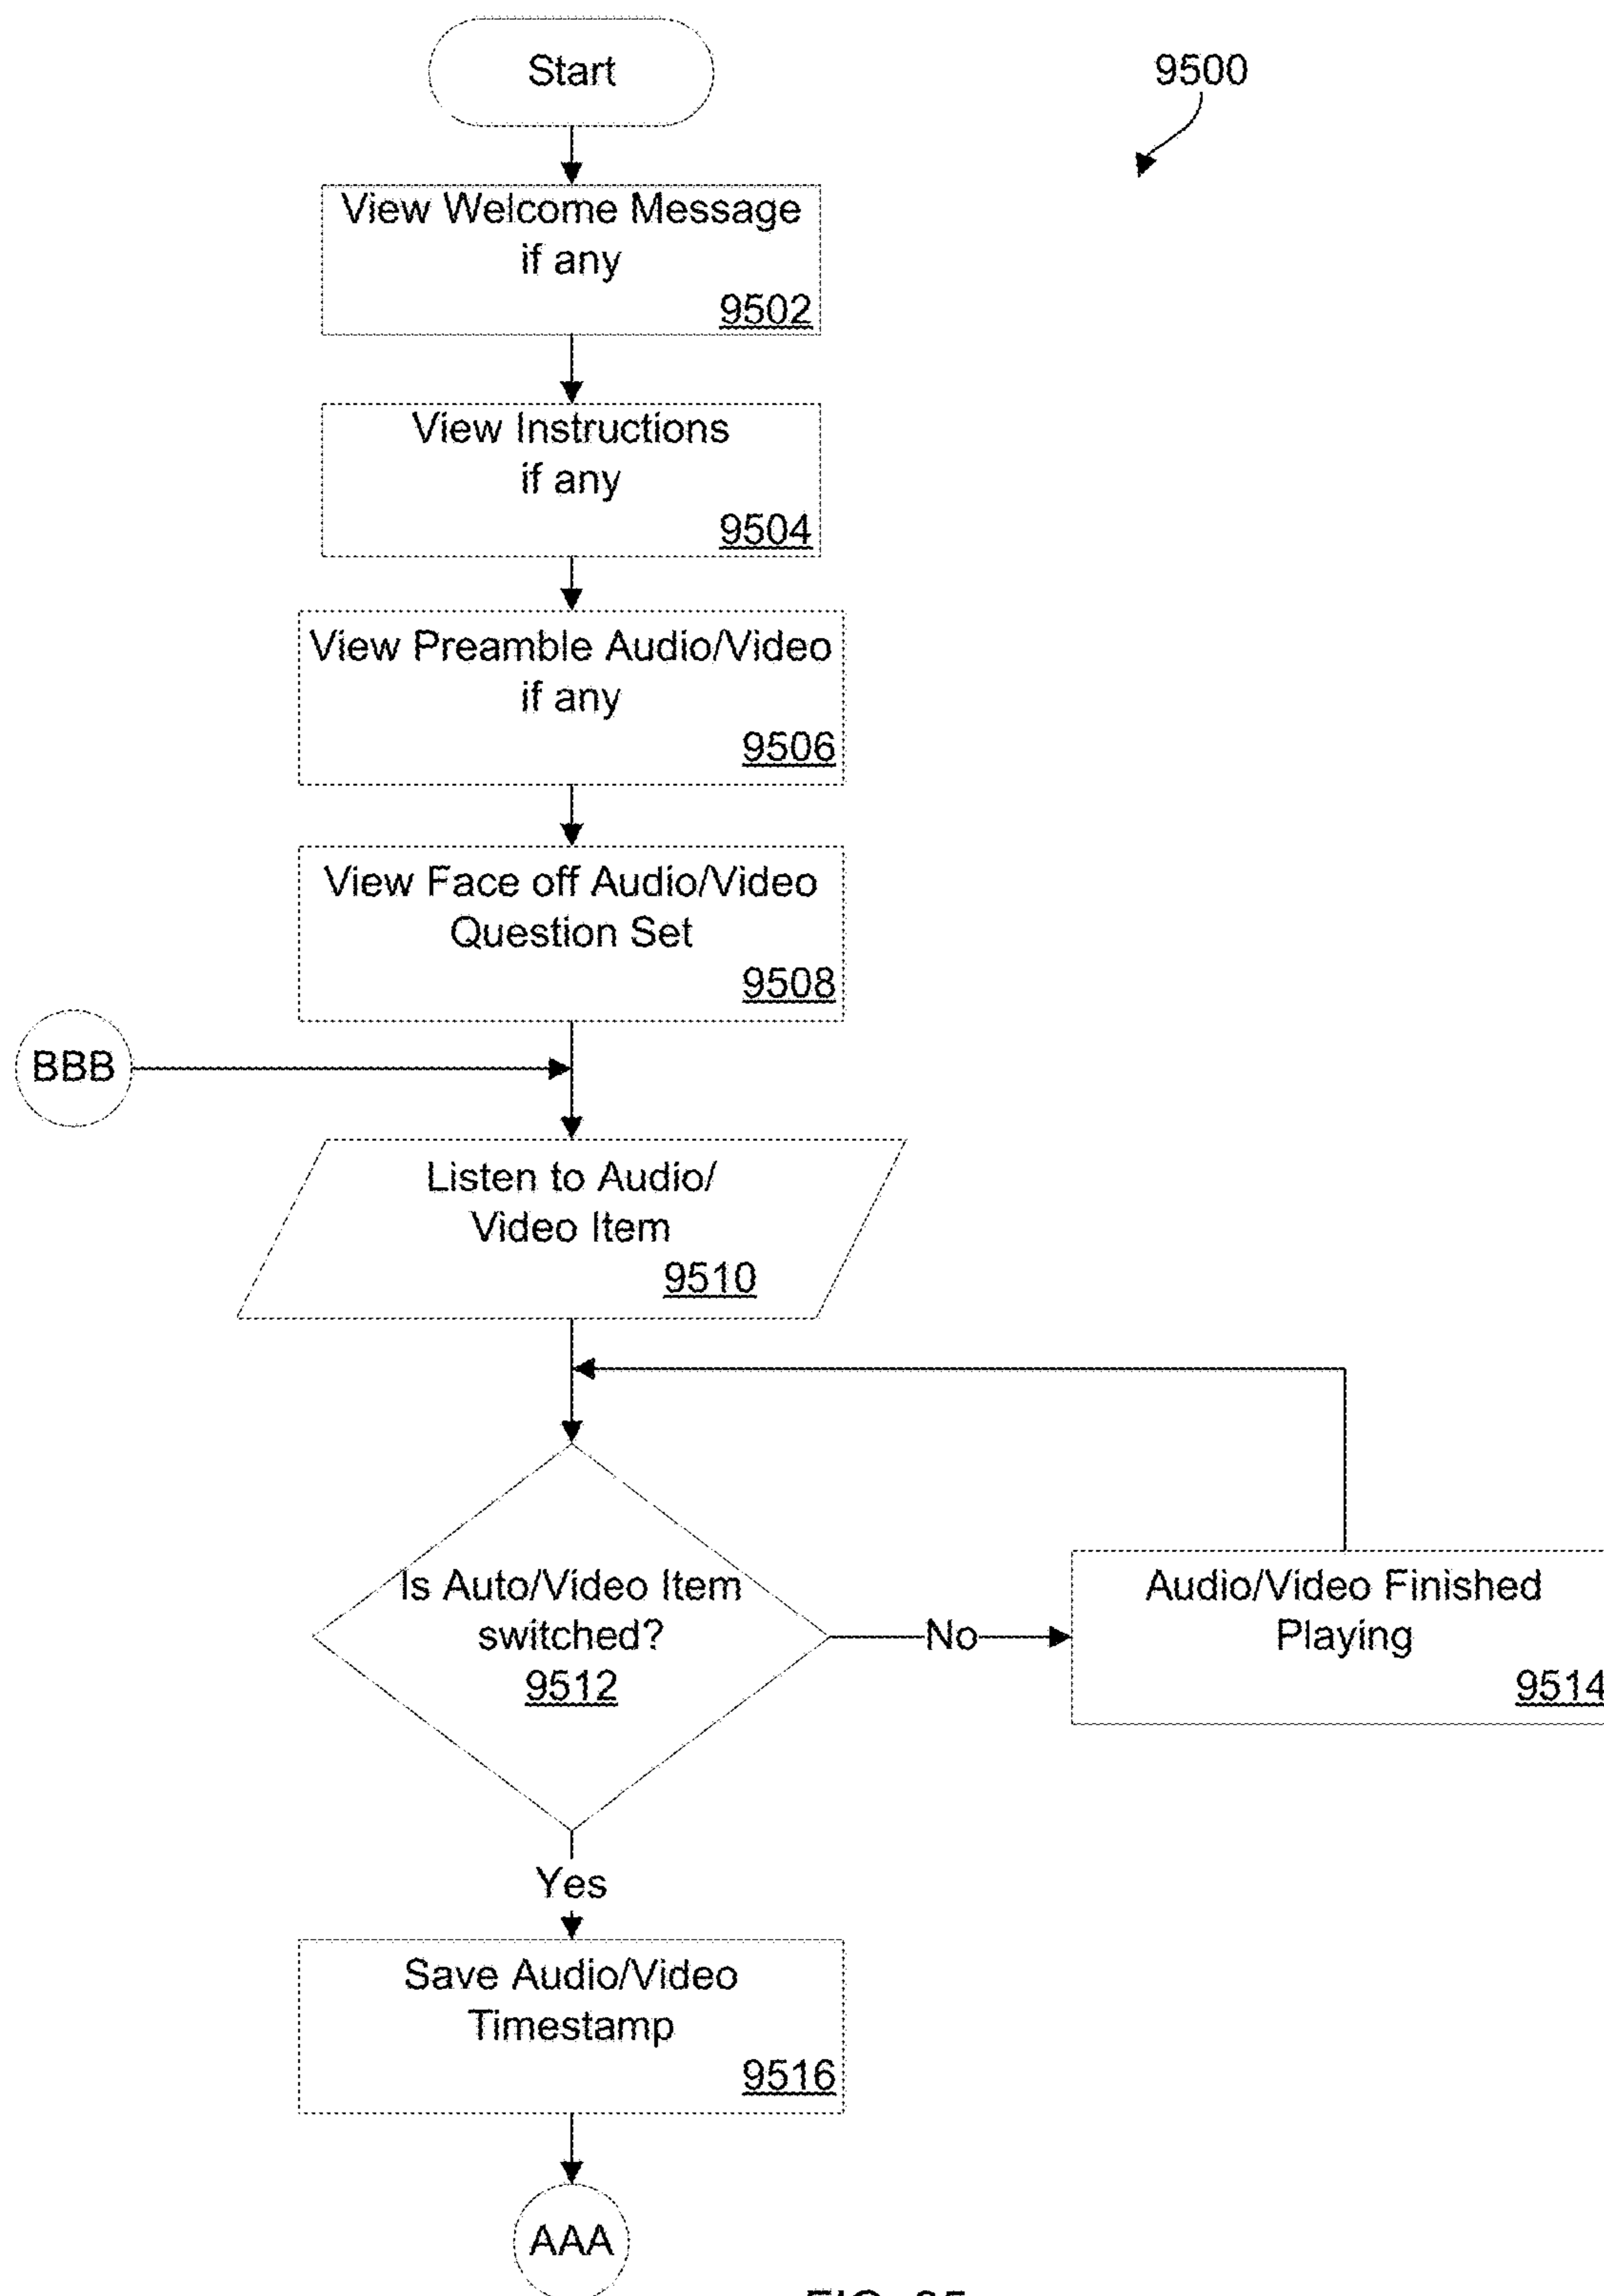 Start
9500
View Welcome Message
if any
9502
View Instructions
if any
9504
View Preamble Audio/Video
if any
9506
View Face off Audio/Video
Question Set
9508
BBB
Listen to Audio/
Video Item
9510
Is Auto/Video Item
switched?
9512
No
Audio/Video Finished
Playing
9514
Yes
Save Audio/Video
Timestamp
9516
AAA